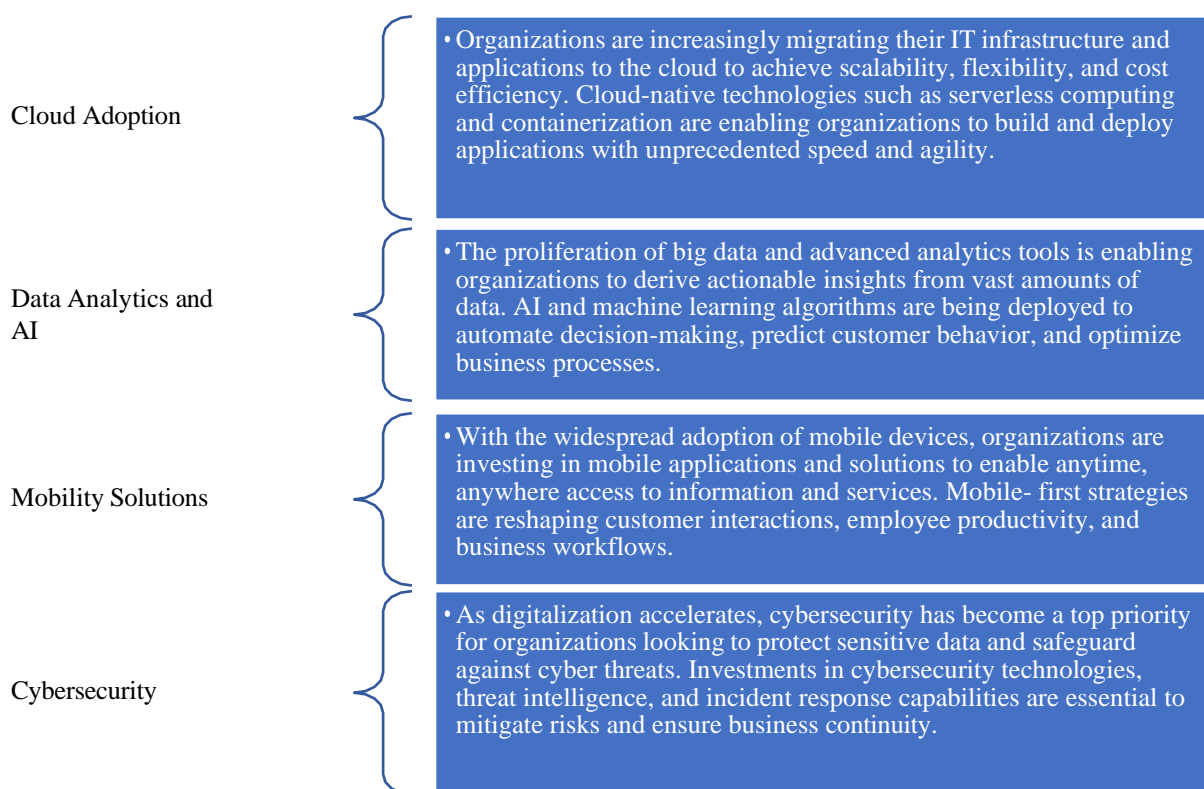 Cloud Adoption
• Organizations are increasingly migrating their IT infrastructure and
applications to the cloud to achieve scalability, flexibility, and cost
efficiency. Cloud-native technologies such as serverless computing
and containerization are enabling organizations to build and deploy
applications with unprecedented speed and agility.
Data Analytics and
AI
• The proliferation of big data and advanced analytics tools is enabling
organizations to derive actionable insights from vast amounts of
data. AI and machine learning algorithms are being deployed to
automate decision-making, predict customer behavior, and optimize
business processes.
Mobility Solutions
• With the widespread adoption of mobile devices, organizations are
investing in mobile applications and solutions to enable anytime,
anywhere access to information and services. Mobile- first strategies
are reshaping customer interactions, employee productivity, and
business workflows.
Cybersecurity
• As digitalization accelerates, cybersecurity has become a top priority
for organizations looking to protect sensitive data and safeguard
against cyber threats. Investments in cybersecurity technologies,
threat intelligence, and incident response capabilities are essential to
mitigate risks and ensure business continuity.